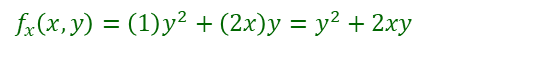 fₓ(x, y) = (1)y² + (2x)y = y² + 2xy